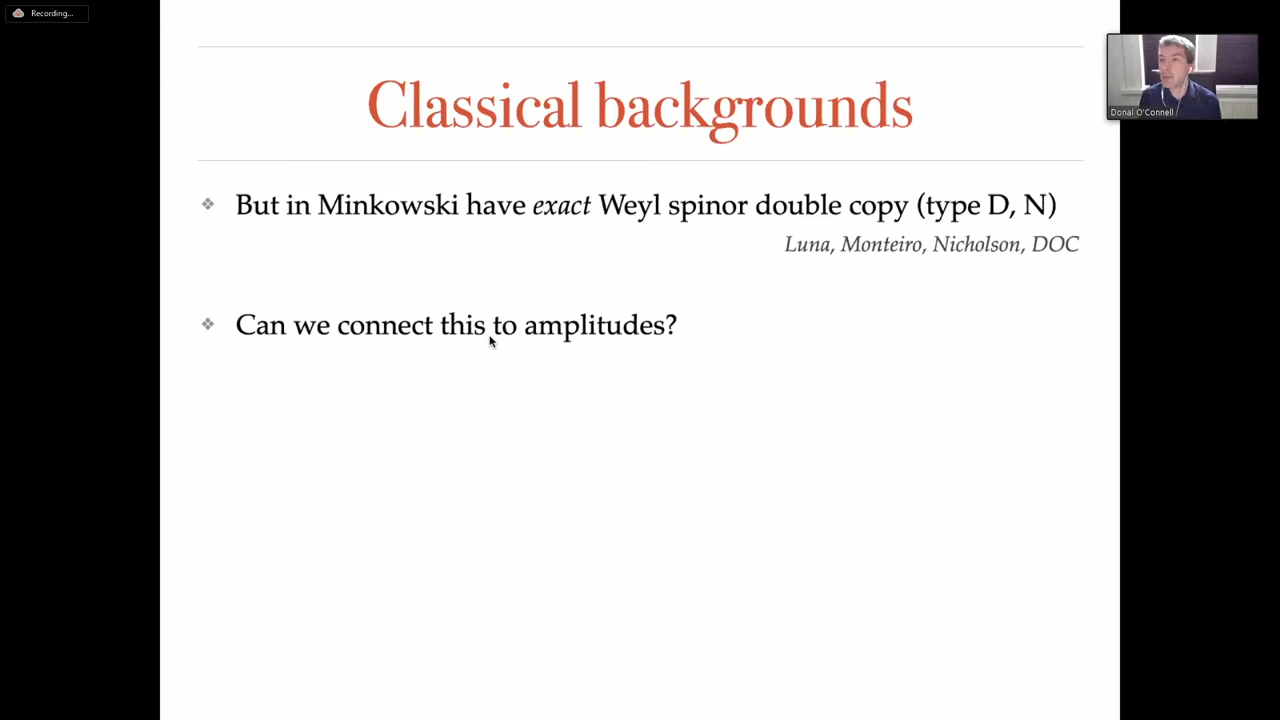 Recording...
Classical backgrounds
Donal O'Connell
❖ But in Minkowski have exact Weyl spinor double copy (type D, N)
Luna, Monteiro, Nicholson, DOC
❖ Can we connect this to amplitudes?